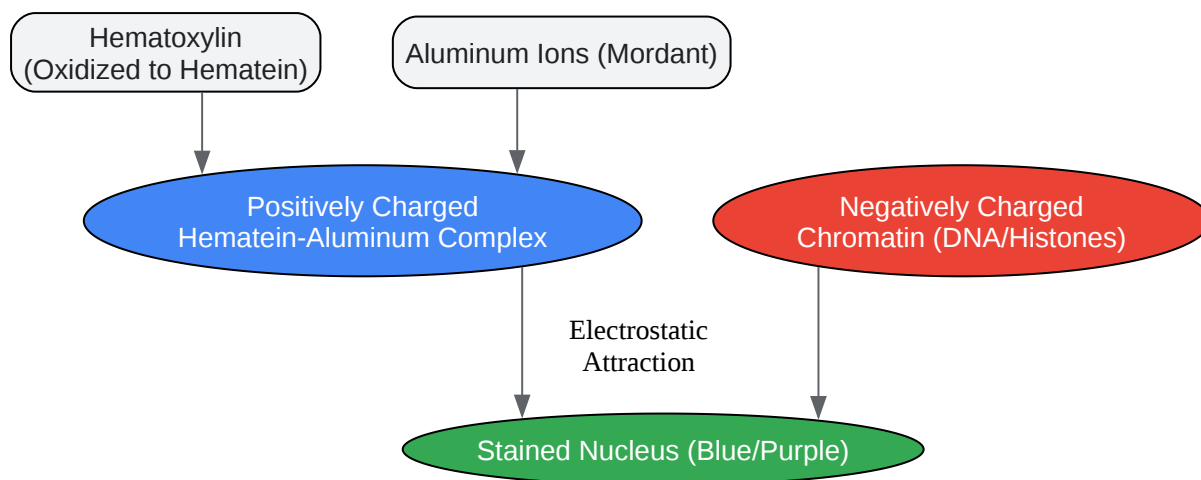 Hematoxylin
(Oxidized to Hematein)
Aluminum Ions (Mordant)
Positively Charged
Hematein-Aluminum Complex
Negatively Charged
Chromatin (DNA/Histones)
Electrostatic
Attraction
Stained Nucleus (Blue/Purple)